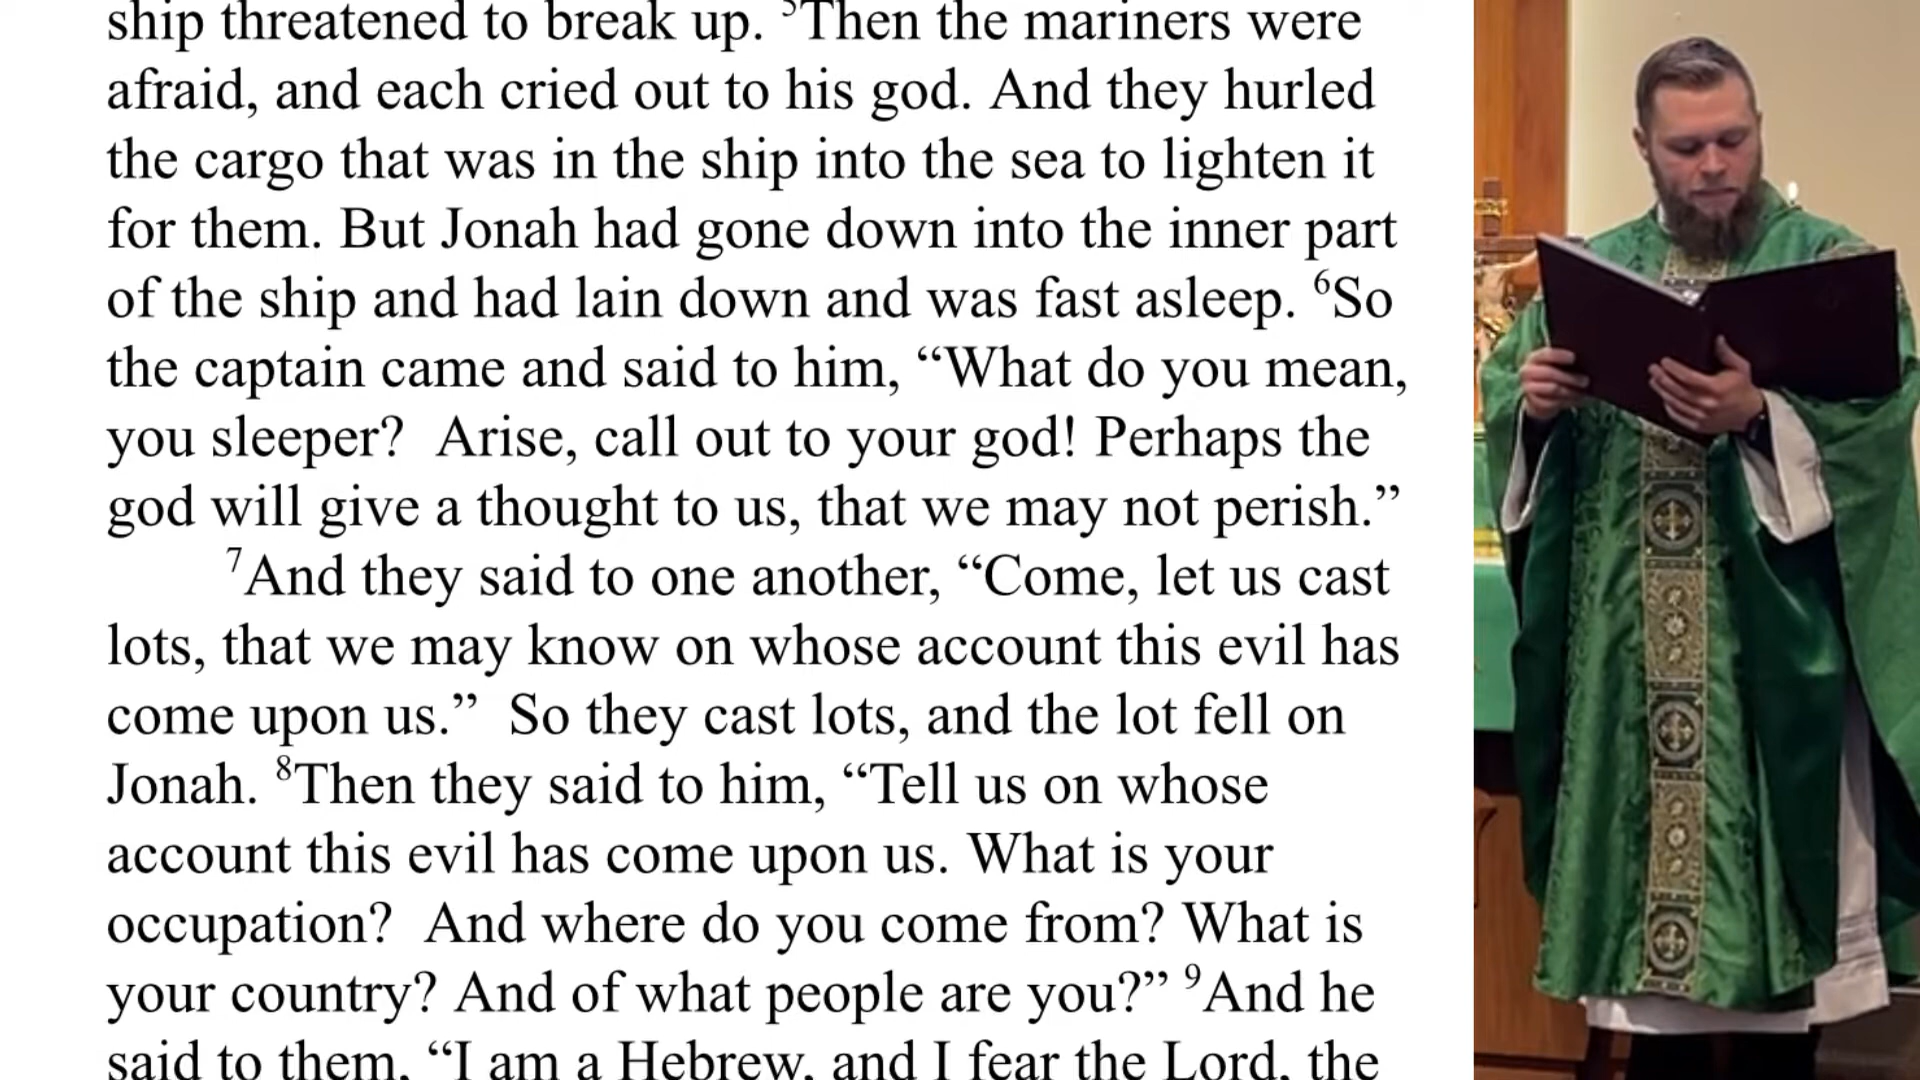 ship threatened to break up. ⁵Then the mariners were
afraid, and each cried out to his god. And they hurled
the cargo that was in the ship into the sea to lighten it
for them. But Jonah had gone down into the inner part
of the ship and had lain down and was fast asleep. ⁶So
the captain came and said to him, “What do you mean,
you sleeper?  Arise, call out to your god! Perhaps the
god will give a thought to us, that we may not perish.”
⁷And they said to one another, “Come, let us cast
lots, that we may know on whose account this evil has
come upon us.”  So they cast lots, and the lot fell on
Jonah. ⁸Then they said to him, “Tell us on whose
account this evil has come upon us. What is your
occupation?  And where do you come from? What is
your country? And of what people are you?” ⁹And he
said to them, “I am a Hebrew, and I fear the Lord, the